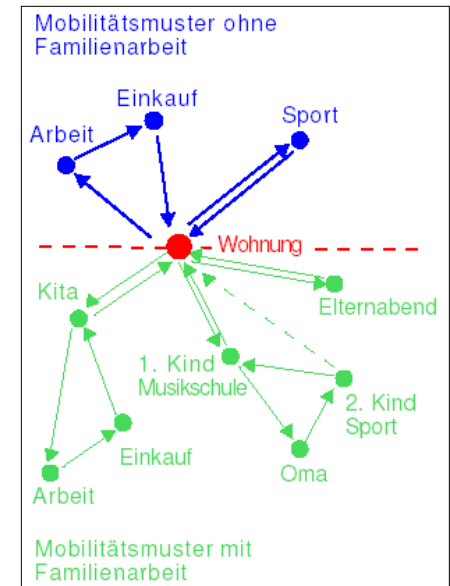 Mobilitätsmuster ohne
Familienarbeit
Einkauf
Sport
Arbeit
Wohnung
Kita
Elternabend
1. Kind
Musikschule
2. Kind
Sport
Einkauf
Oma
Arbeit
Mobilitätsmuster mit
Familienarbeit